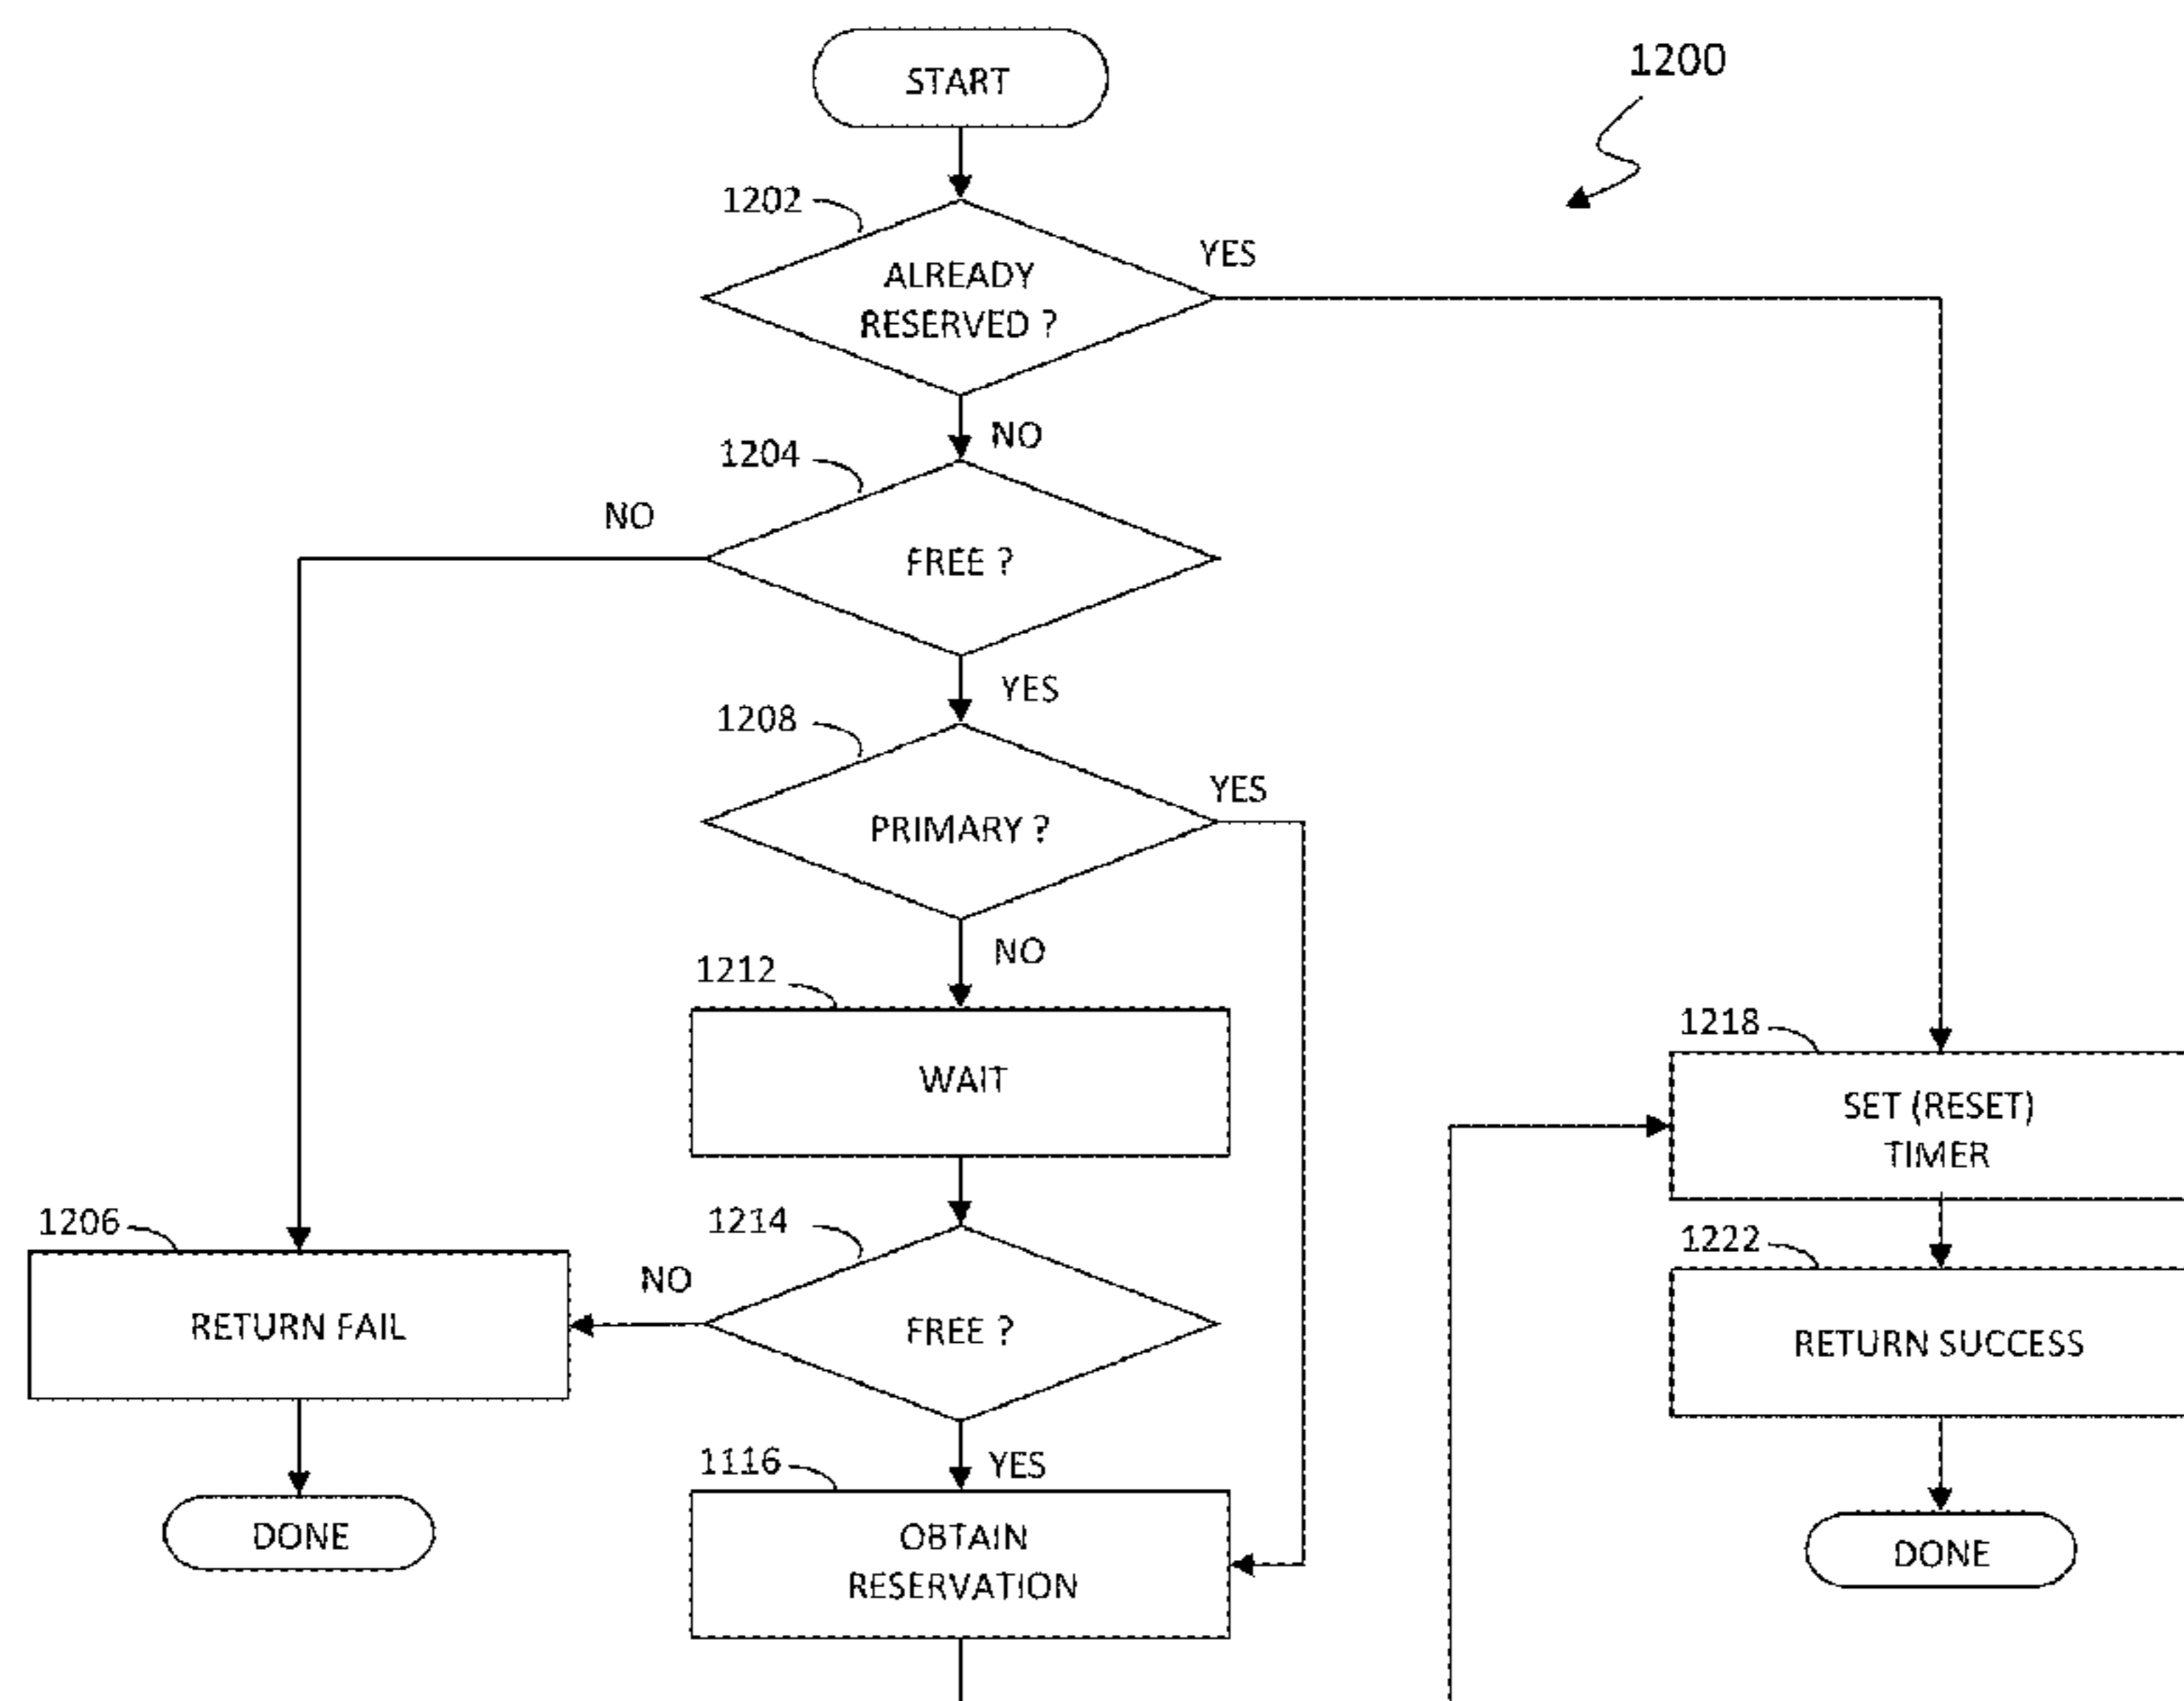 START
1200
1202
ALREADY
RESERVED ?
YES
NO
1204
NO
FREE ?
YES
1208
YES
PRIMARY ?
NO
1212
WAIT
1218
SET (RESET)
TIMER
1206
RETURN FAIL
NO
1214
FREE ?
1222
RETURN SUCCESS
YES
1116
OBTAIN
RESERVATION
DONE
DONE